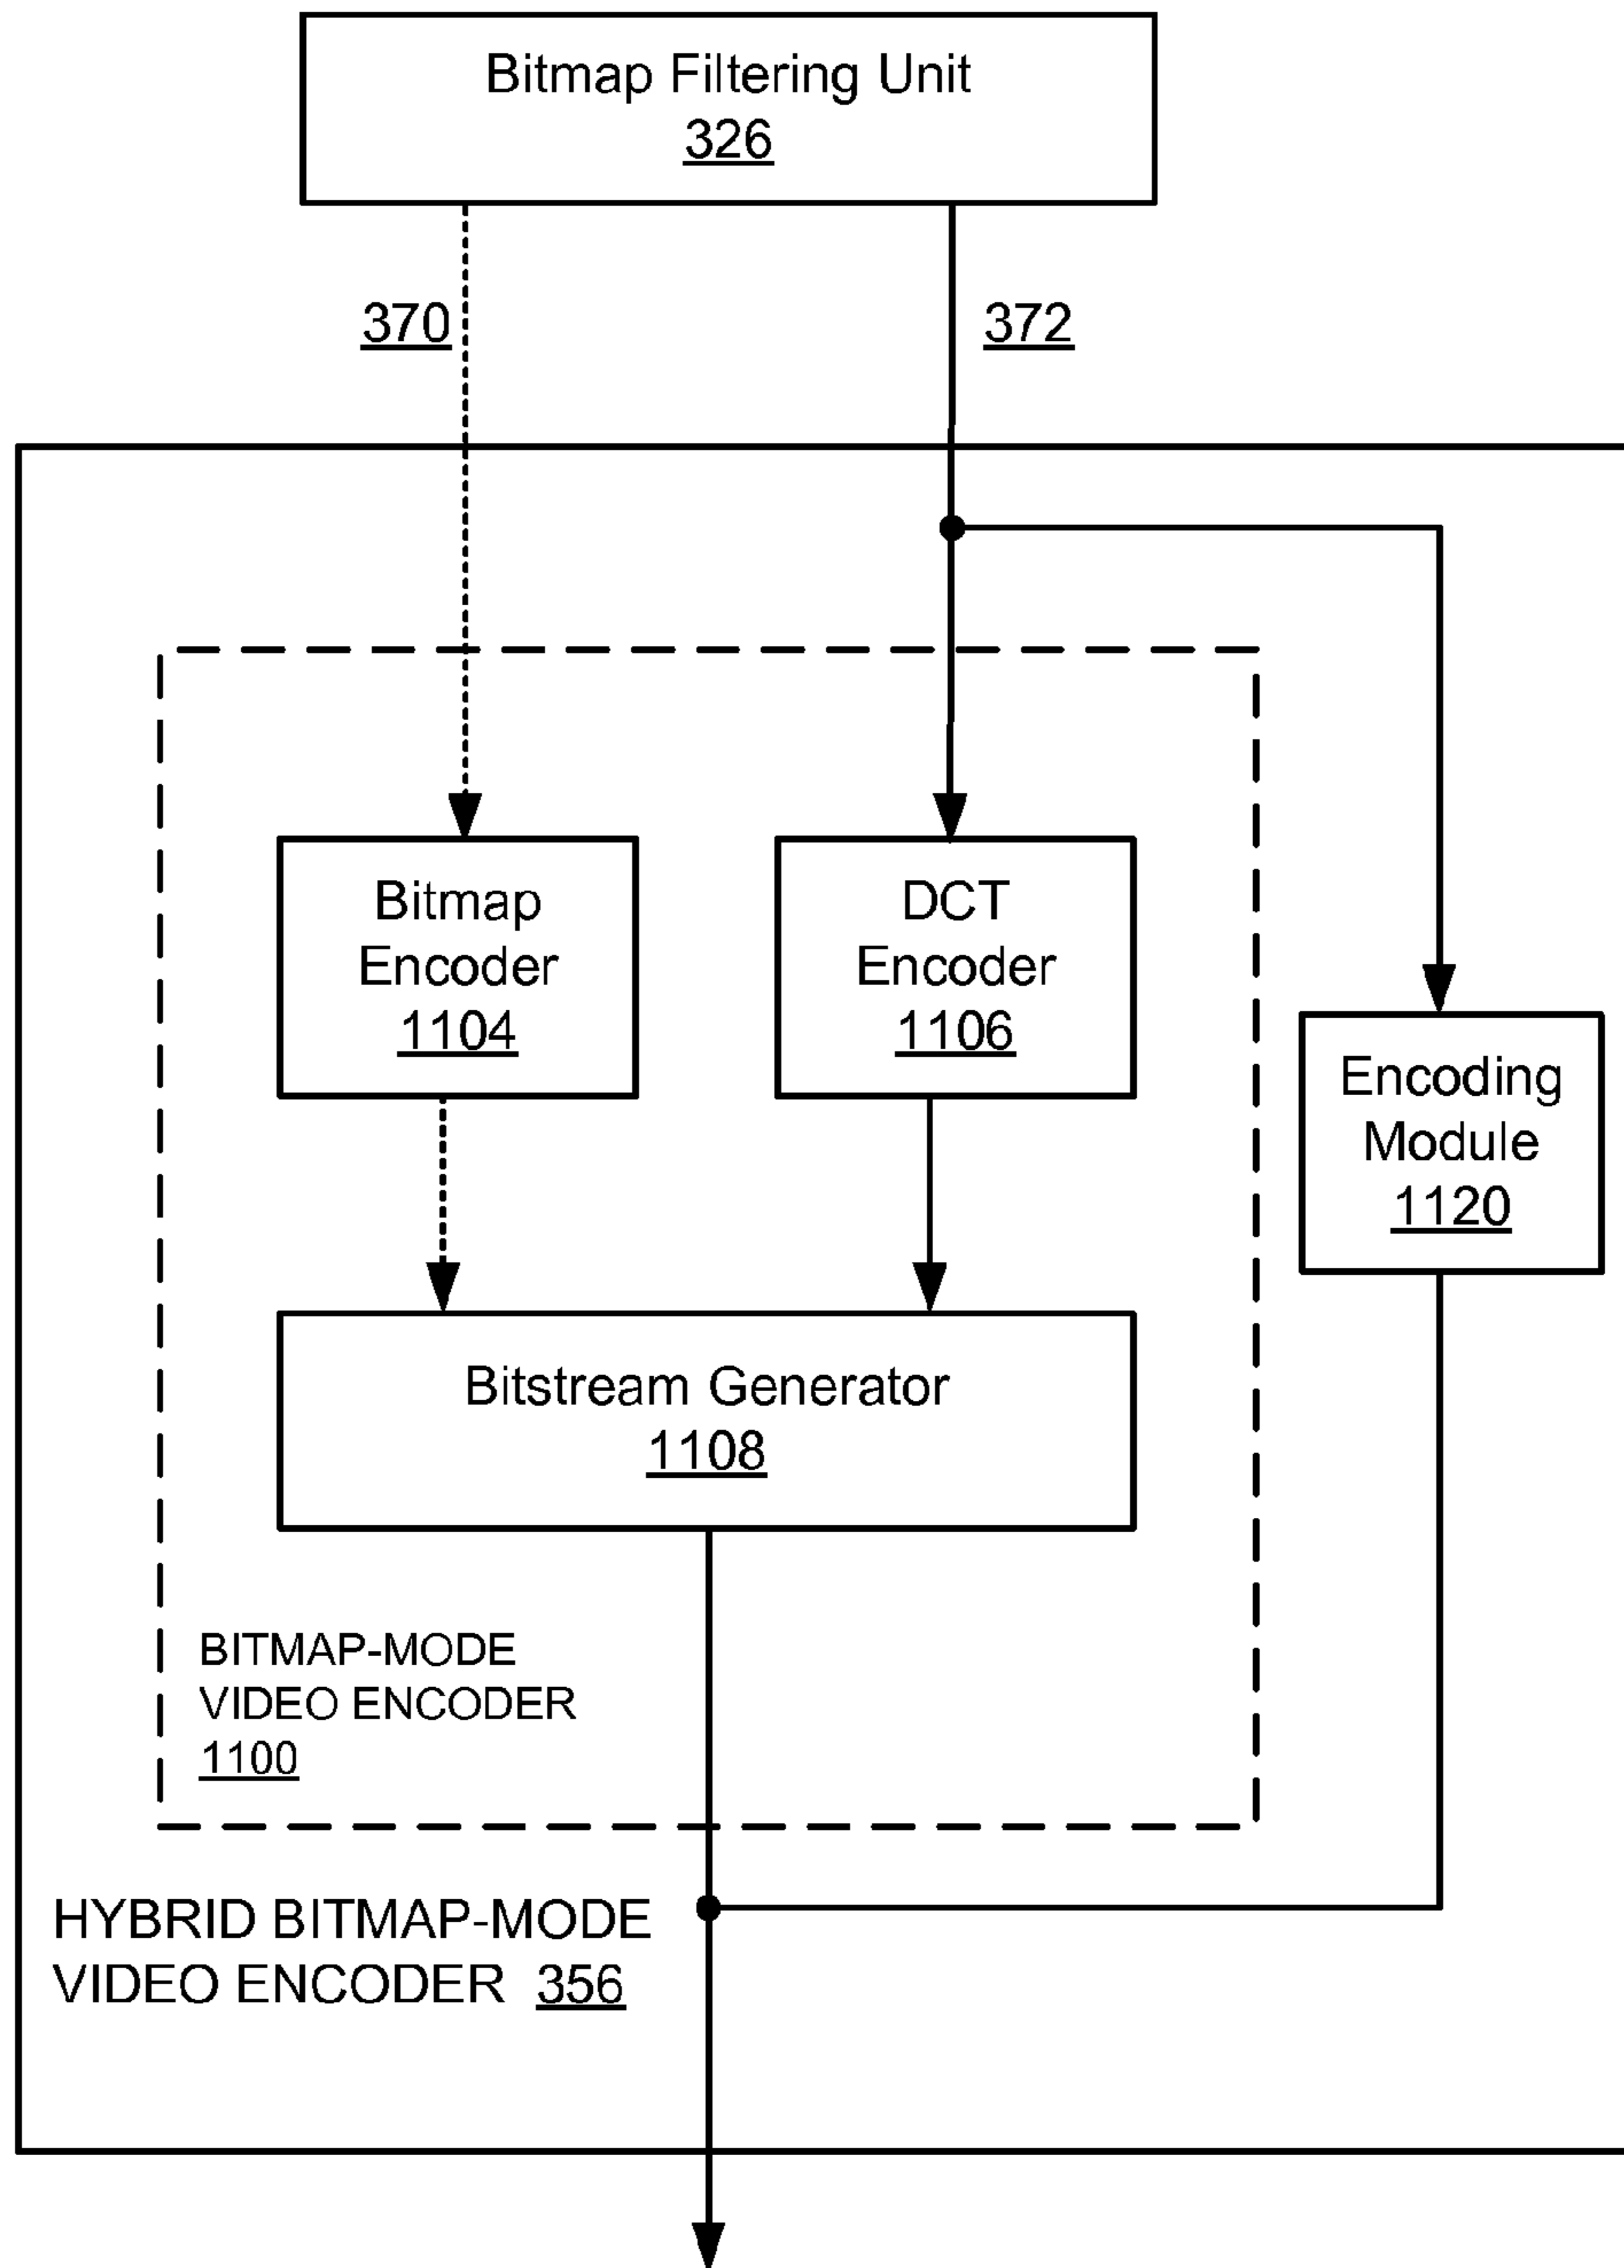 Bitmap Filtering Unit
326
370
372
Bitmap
Encoder
1104
DCT
Encoder
1106
Encoding
Module
1120
Bitstream Generator
1108
BITMAP-MODE
VIDEO ENCODER
1100
HYBRID BITMAP-MODE
VIDEO ENCODER 356